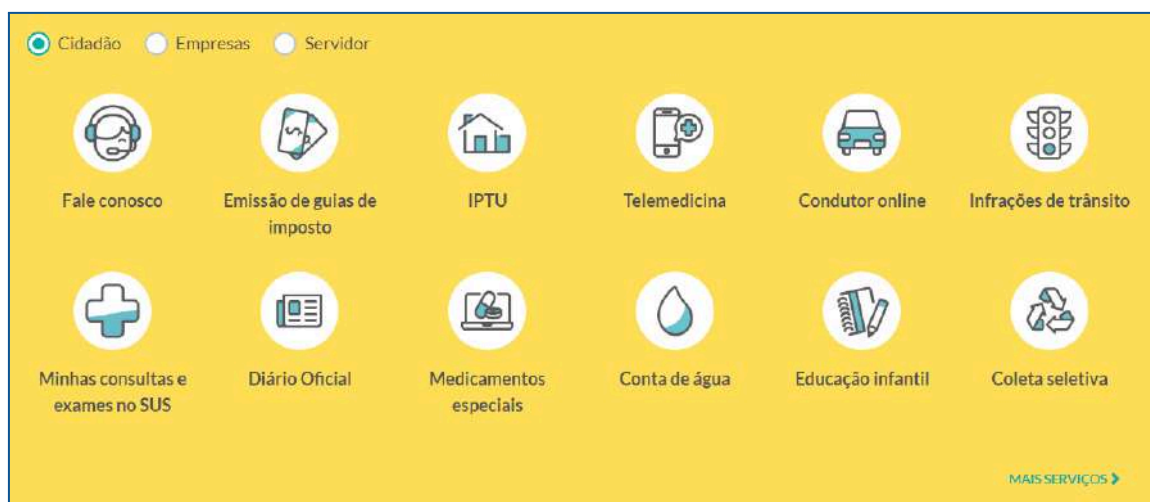 Cidadão Empresas Servidor
Fale conosco
Emissão de guias de
imposto
IPTU
Telemedicina
Condutor online
Infrações de trânsito
Minhas consultas e
exames no SUS
Diário Oficial
Medicamentos
especiais
Conta de água
Educação infantil
Coleta seletiva
MAIS SERVIÇOS